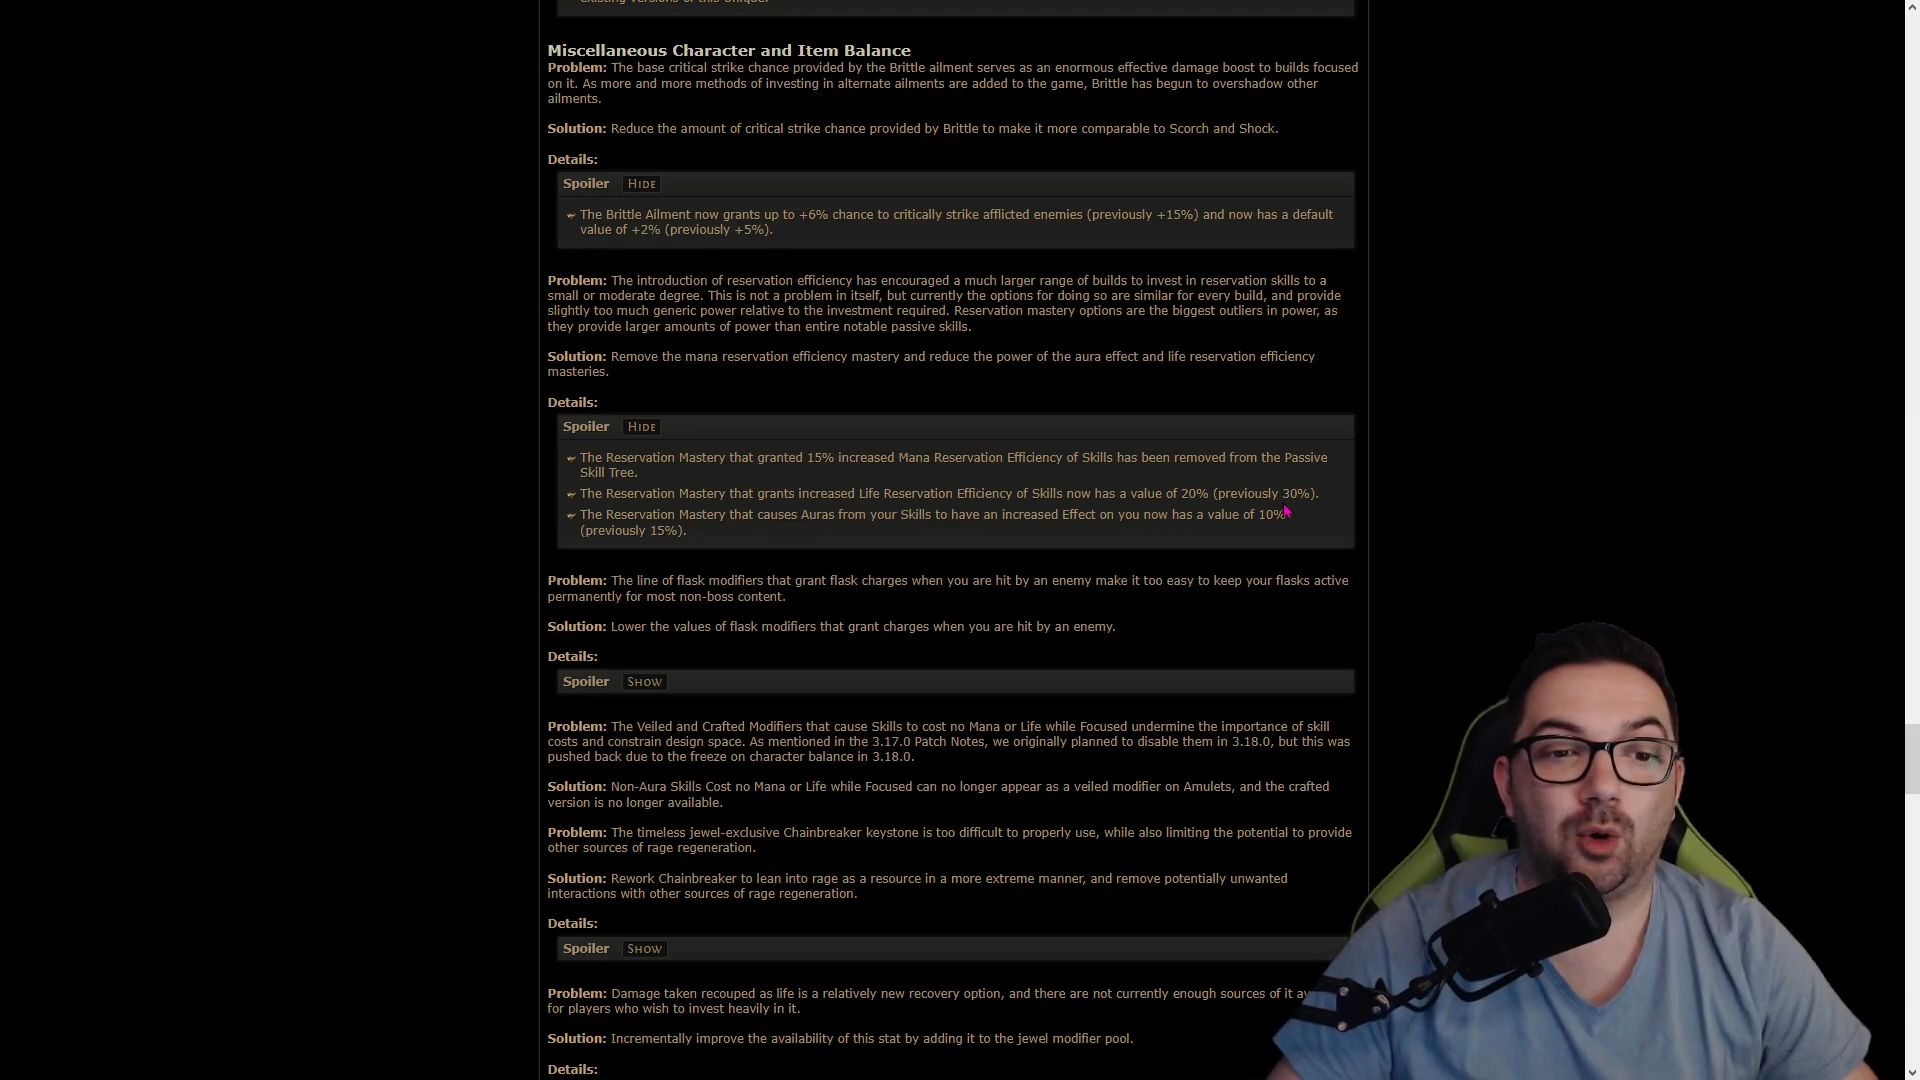 existing versions of this Unique.
Miscellaneous Character and Item Balance
Problem: The base critical strike chance provided by the Brittle ailment serves as an enormous effective damage boost to builds focused
on it. As more and more methods of investing in alternate ailments are added to the game, Brittle has begun to overshadow other
ailments.
Solution: Reduce the amount of critical strike chance provided by Brittle to make it more comparable to Scorch and Shock.
Details:
Spoiler HIDE
The Brittle Ailment now grants up to +6% chance to critically strike afflicted enemies (previously +15%) and now has a default
value of +2% (previously +5%).
Problem: The introduction of reservation efficiency has encouraged a much larger range of builds to invest in reservation skills to a
small or moderate degree. This is not a problem in itself, but currently the options for doing so are similar for every build, and provide
slightly too much generic power relative to the investment required. Reservation mastery options are the biggest outliers in power, as
they provide larger amounts of power than entire notable passive skills.
Solution: Remove the mana reservation efficiency mastery and reduce the power of the aura effect and life reservation efficiency
masteries.
Details:
Spoiler HIDE
The Reservation Mastery that granted 15% increased Mana Reservation Efficiency of Skills has been removed from the Passive
Skill Tree.
The Reservation Mastery that grants increased Life Reservation Efficiency of Skills now has a value of 20% (previously 30%).
The Reservation Mastery that causes Auras from your Skills to have an increased Effect on you now has a value of 10%
(previously 15%).
Problem: The line of flask modifiers that grant flask charges when you are hit by an enemy make it too easy to keep your flasks active
permanently for most non-boss content.
Solution: Lower the values of flask modifiers that grant charges when you are hit by an enemy.
Details:
Spoiler SHOW
Problem: The Veiled and Crafted Modifiers that cause Skills to cost no Mana or Life while Focused undermine the importance of skill
costs and constrain design space. As mentioned in the 3.17.0 Patch Notes, we originally planned to disable them in 3.18.0, but this was
pushed back due to the freeze on character balance in 3.18.0.
Solution: Non-Aura Skills Cost no Mana or Life while Focused can no longer appear as a veiled modifier on Amulets, and the crafted
version is no longer available.
Problem: The timeless jewel-exclusive Chainbreaker keystone is too difficult to properly use, while also limiting the potential to provide
other sources of rage regeneration.
Solution: Rework Chainbreaker to lean into rage as a resource in a more extreme manner, and remove potentially unwanted
interactions with other sources of rage regeneration.
Details:
Spoiler SHOW
Problem: Damage taken recouped as life is a relatively new recovery option, and there are not currently enough sources of it
for players who wish to invest heavily in it.
Solution: Incrementally improve the availability of this stat by adding it to the jewel modifier pool.
Details: